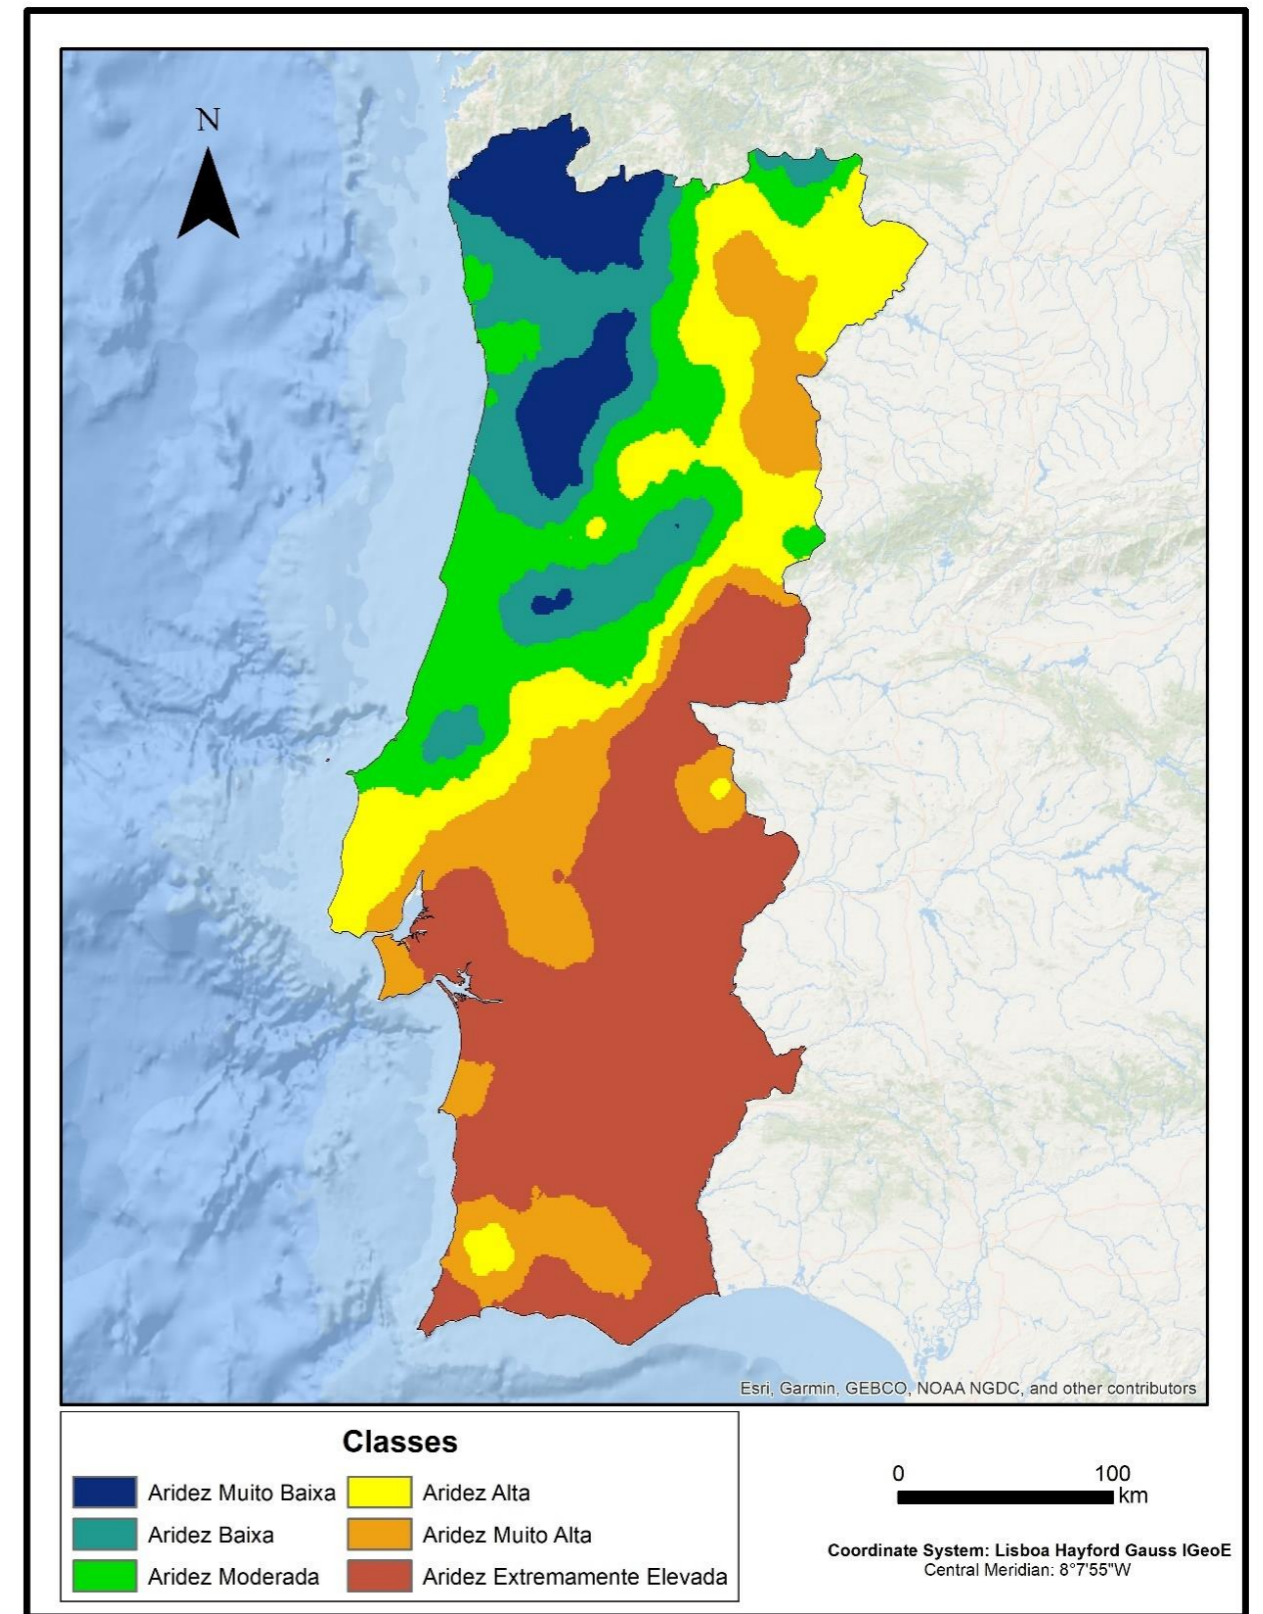 N
Esri, Garmin, GEBCO, NOAA NGDC, and other contributors
Classes
Aridez Muito Baixa
Aridez Baixa
Aridez Moderada
Aridez Alta
Aridez Muito Alta
Aridez Extremamente Elevada
0 100
km
Coordinate System: Lisboa Hayford Gauss IGeoE
Central Meridian: 8°7'55"W